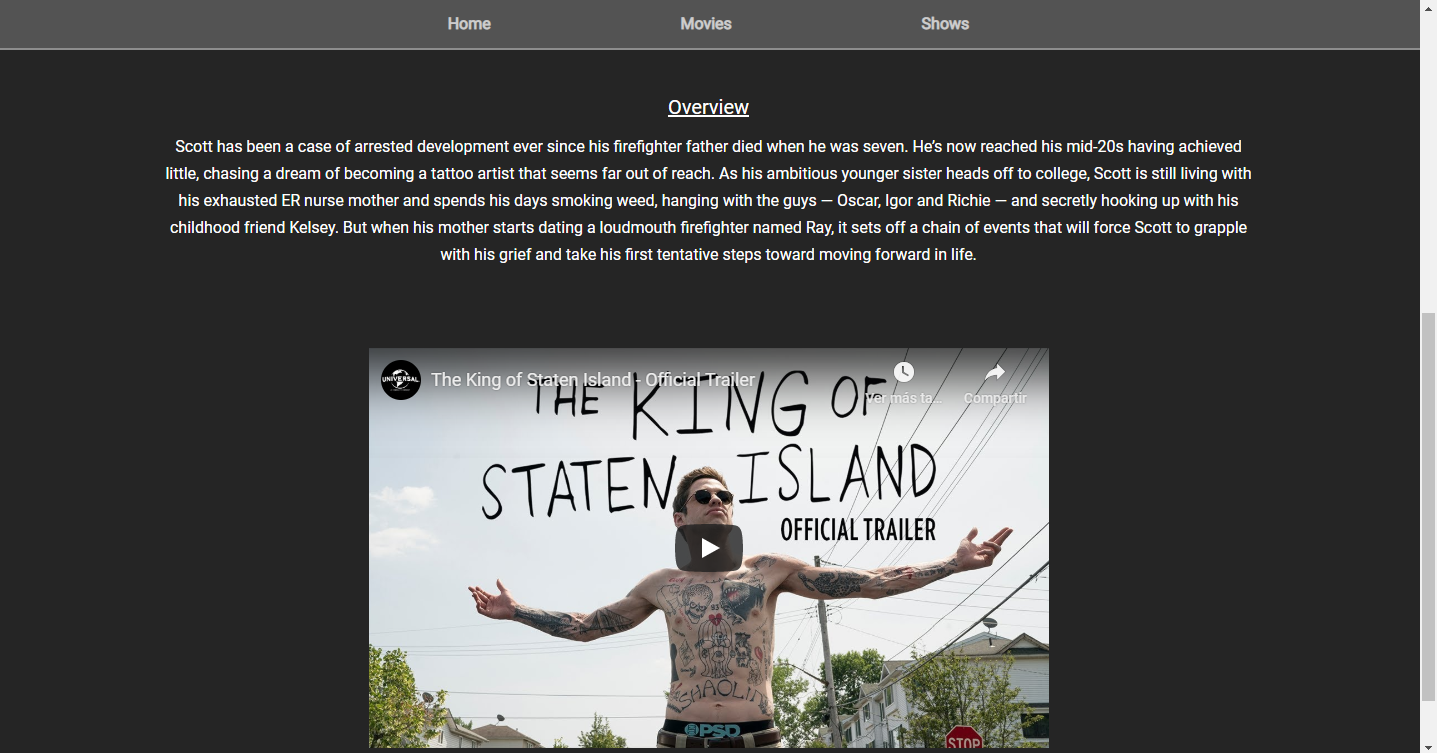 Home Movies Shows
Overview
Scott has been a case of arrested development ever since his firefighter father died when he was seven. He’s now reached his mid-20s having achieved
little, chasing a dream of becoming a tattoo artist that seems far out of reach. As his ambitious younger sister heads off to college, Scott is still living with
his exhausted ER nurse mother and spends his days smoking weed, hanging with the guys — Oscar, Igor and Richie — and secretly hooking up with his
childhood friend Kelsey. But when his mother starts dating a loudmouth firefighter named Ray, it sets off a chain of events that will force Scott to grapple
with his grief and take his first tentative steps toward moving forward in life.
UNIVERSAL
The King of Staten Island - Official Trailer
Ver más ta... Compartir
THE KING OF
STATEN ISLAND
OFFICIAL TRAILER
93
SHAOLIN
PSD
STOP